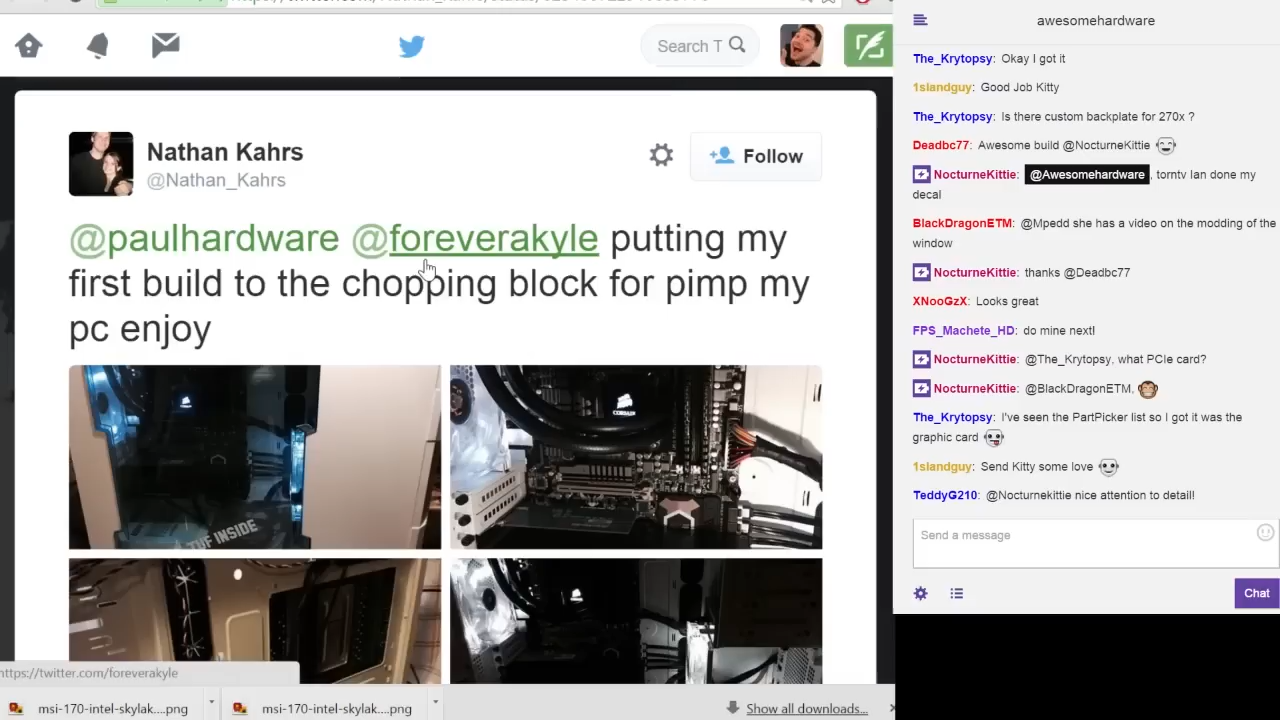 Search T
Nathan Kahrs
@Nathan_Kahrs
Follow
@paulhardware @foreverakyle putting my
first build to the chopping block for pimp my
pc enjoy
CORSAIR
TUF INSIDE
https://twitter.com/foreverakyle
msi-170-intel-skylak....png
msi-170-intel-skylak....png
Show all downloads...
awesomehardware
The_Krytopsy: Okay I got it
1slandguy: Good Job Kitty
The_Krytopsy: Is there custom backplate for 270x ?
Deadbc77: Awesome build @NocturneKittie
NocturneKittie: @Awesomehardware, torntv Ian done my
decal
BlackDragonETM: @Mpedd she has a video on the modding of the
window
NocturneKittie: thanks @Deadbc77
XNooGzX: Looks great
FPS_Machete_HD: do mine next!
NocturneKittie: @The_Krytopsy, what PCIe card?
NocturneKittie: @BlackDragonETM,
The_Krytopsy: I've seen the PartPicker list so I got it was the
graphic card
1slandguy: Send Kitty some love
TeddyG210: @Nocturnekittie nice attention to detail!
Send a message
Chat